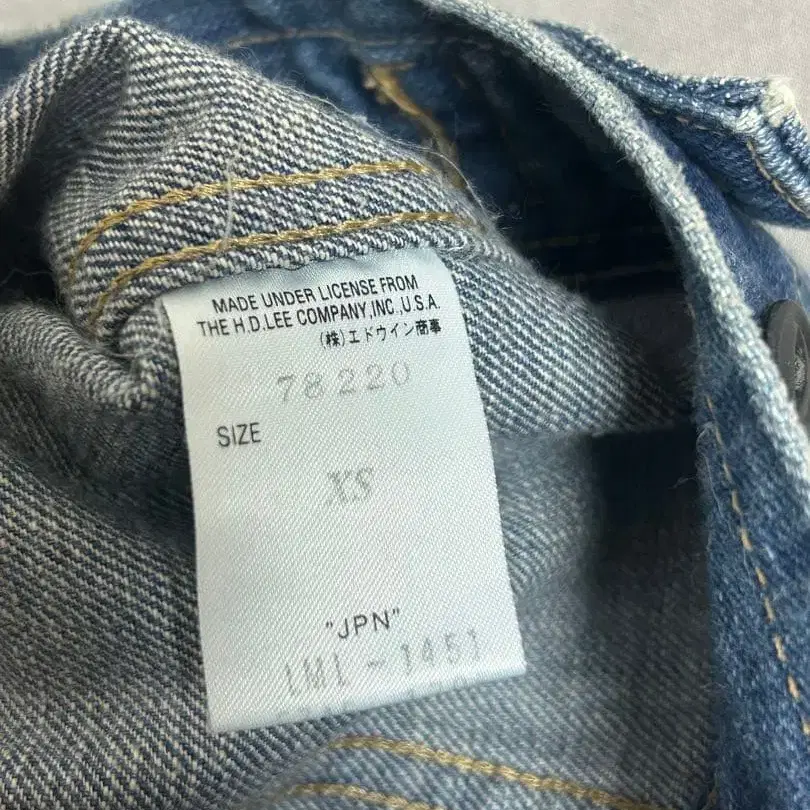 MADE UNDER LICENSE FROM
THE H.D.LEE COMPANY,INC.,U.S.A.
(株)エドウイン商事
78220
SIZE
XS
"JPN"
LML-1451